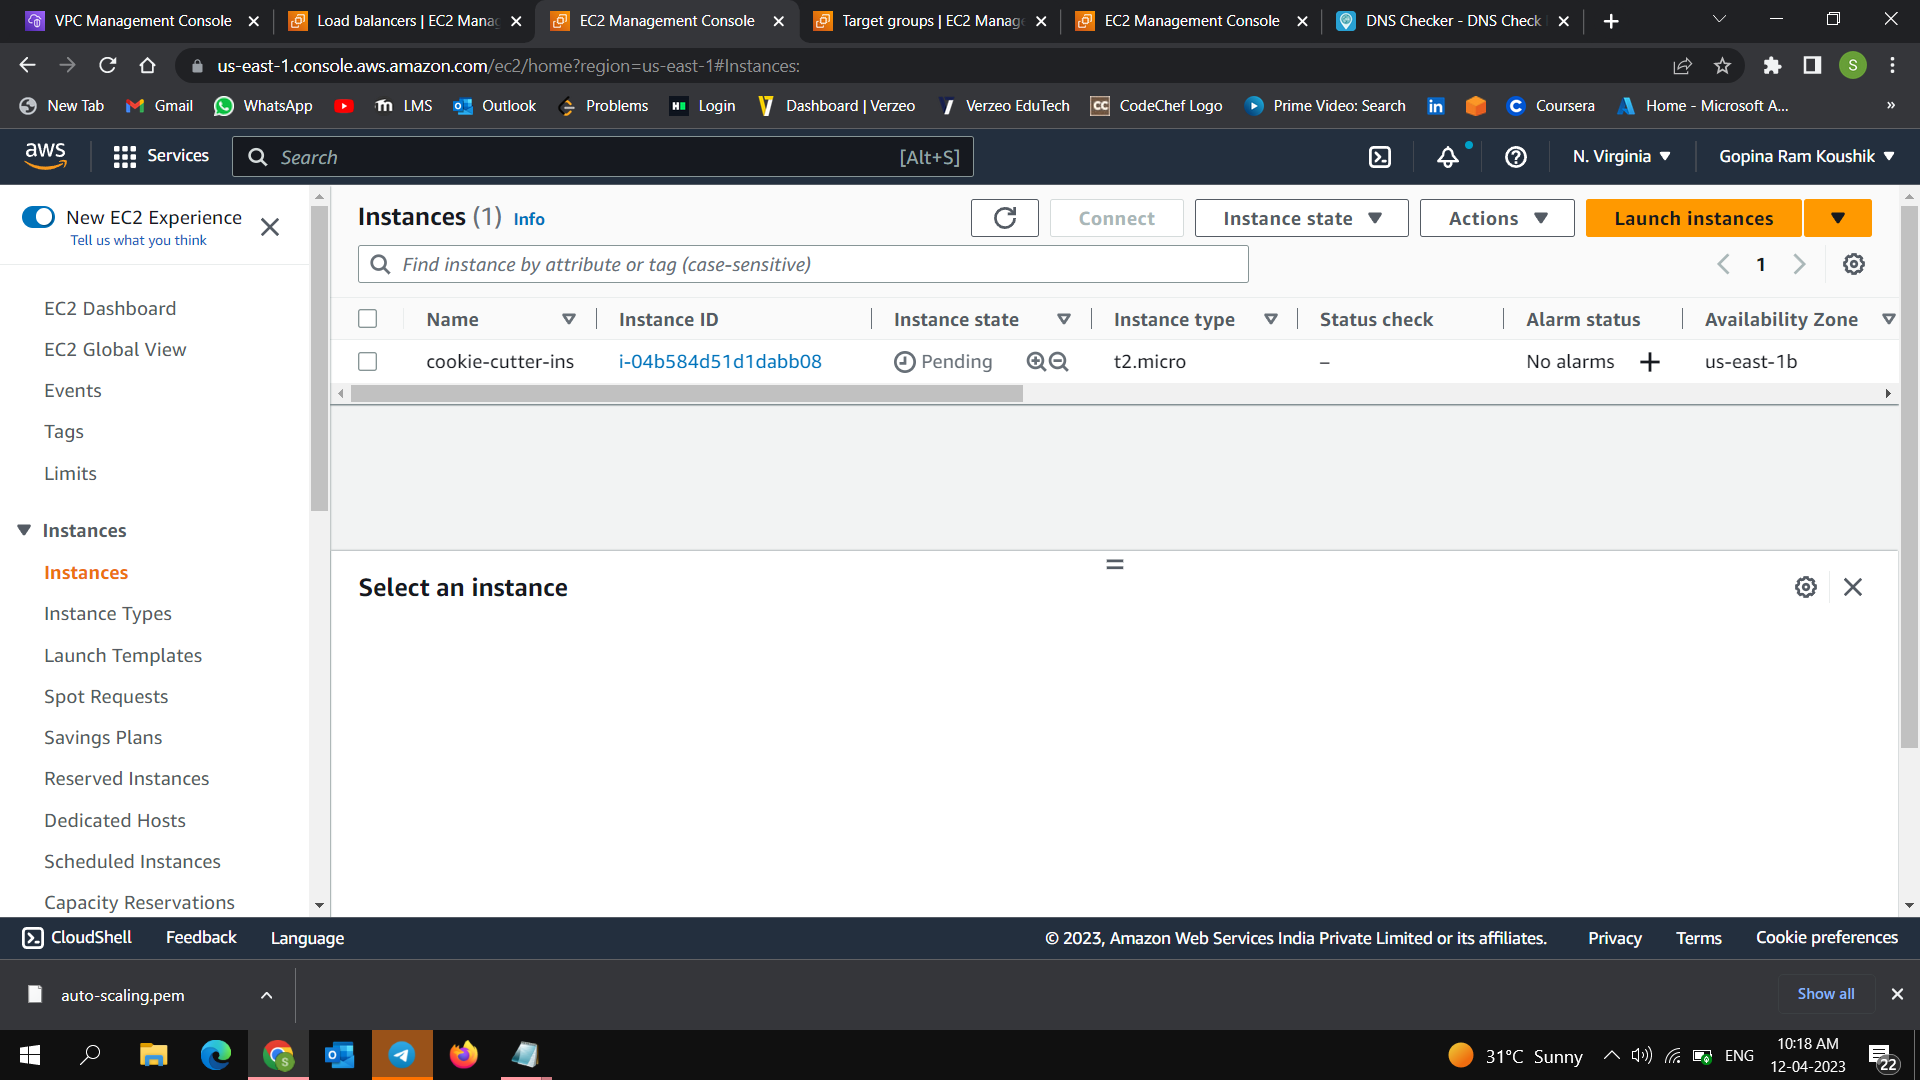 VPC Management Console
Load balancers | EC2 Manag
EC2 Management Console
Target groups | EC2 Manage
EC2 Management Console
DNS Checker - DNS Check
us-east-1.console.aws.amazon.com/ec2/home?region=us-east-1#Instances:
S
New Tab
Gmail
WhatsApp
LMS
Outlook
Problems
Login
Dashboard | Verzeo
Verzeo EduTech
CodeChef Logo
Prime Video: Search
Coursera
Home - Microsoft A...
»
aws
Services
Search
[Alt+S]
N. Virginia
Gopina Ram Koushik
New EC2 Experience
Tell us what you think
EC2 Dashboard
EC2 Global View
Events
Tags
Limits
Instances
Instances
Instance Types
Launch Templates
Spot Requests
Savings Plans
Reserved Instances
Dedicated Hosts
Scheduled Instances
Capacity Reservations
Instances (1) Info
Connect
Instance state
Actions
Launch instances
Find instance by attribute or tag (case-sensitive)
1
Name
Instance ID
Instance state
Instance type
Status check
Alarm status
Availability Zone
cookie-cutter-ins
i-04b584d51d1dabb08
Pending
t2.micro
–
No alarms
us-east-1b
Select an instance
CloudShell
Feedback
Language
© 2023, Amazon Web Services India Private Limited or its affiliates.
Privacy
Terms
Cookie preferences
auto-scaling.pem
Show all
31°C Sunny
ENG
10:18 AM
12-04-2023
22